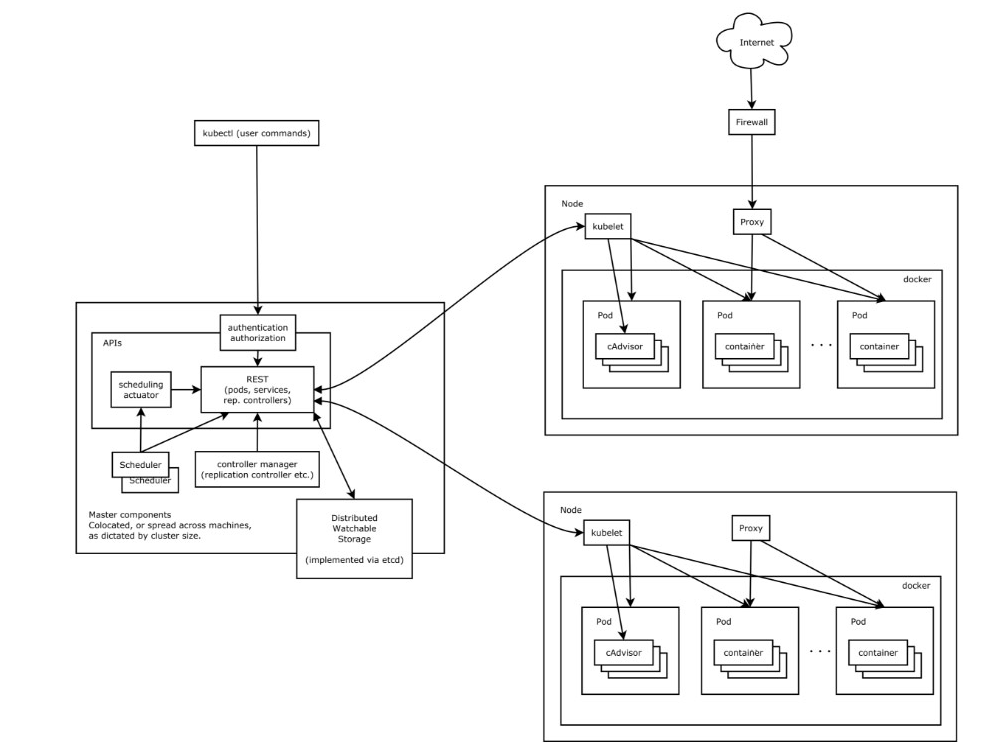 Internet
Firewall
kubectl (user commands)
Node
kubelet
Proxy
docker
Pod
cAdvisor
Pod
container
. . .
Pod
container
authentication
authorization
APIs
REST
(pods, services,
rep. controllers)
scheduling
actuator
Scheduler
Scheduler
controller manager
(replication controller etc.)
Master components
Colocated, or spread across machines,
as dictated by cluster size.
Distributed
Watchable
Storage
(implemented via etcd)
Node
kubelet
Proxy
docker
Pod
cAdvisor
Pod
container
. . .
Pod
container